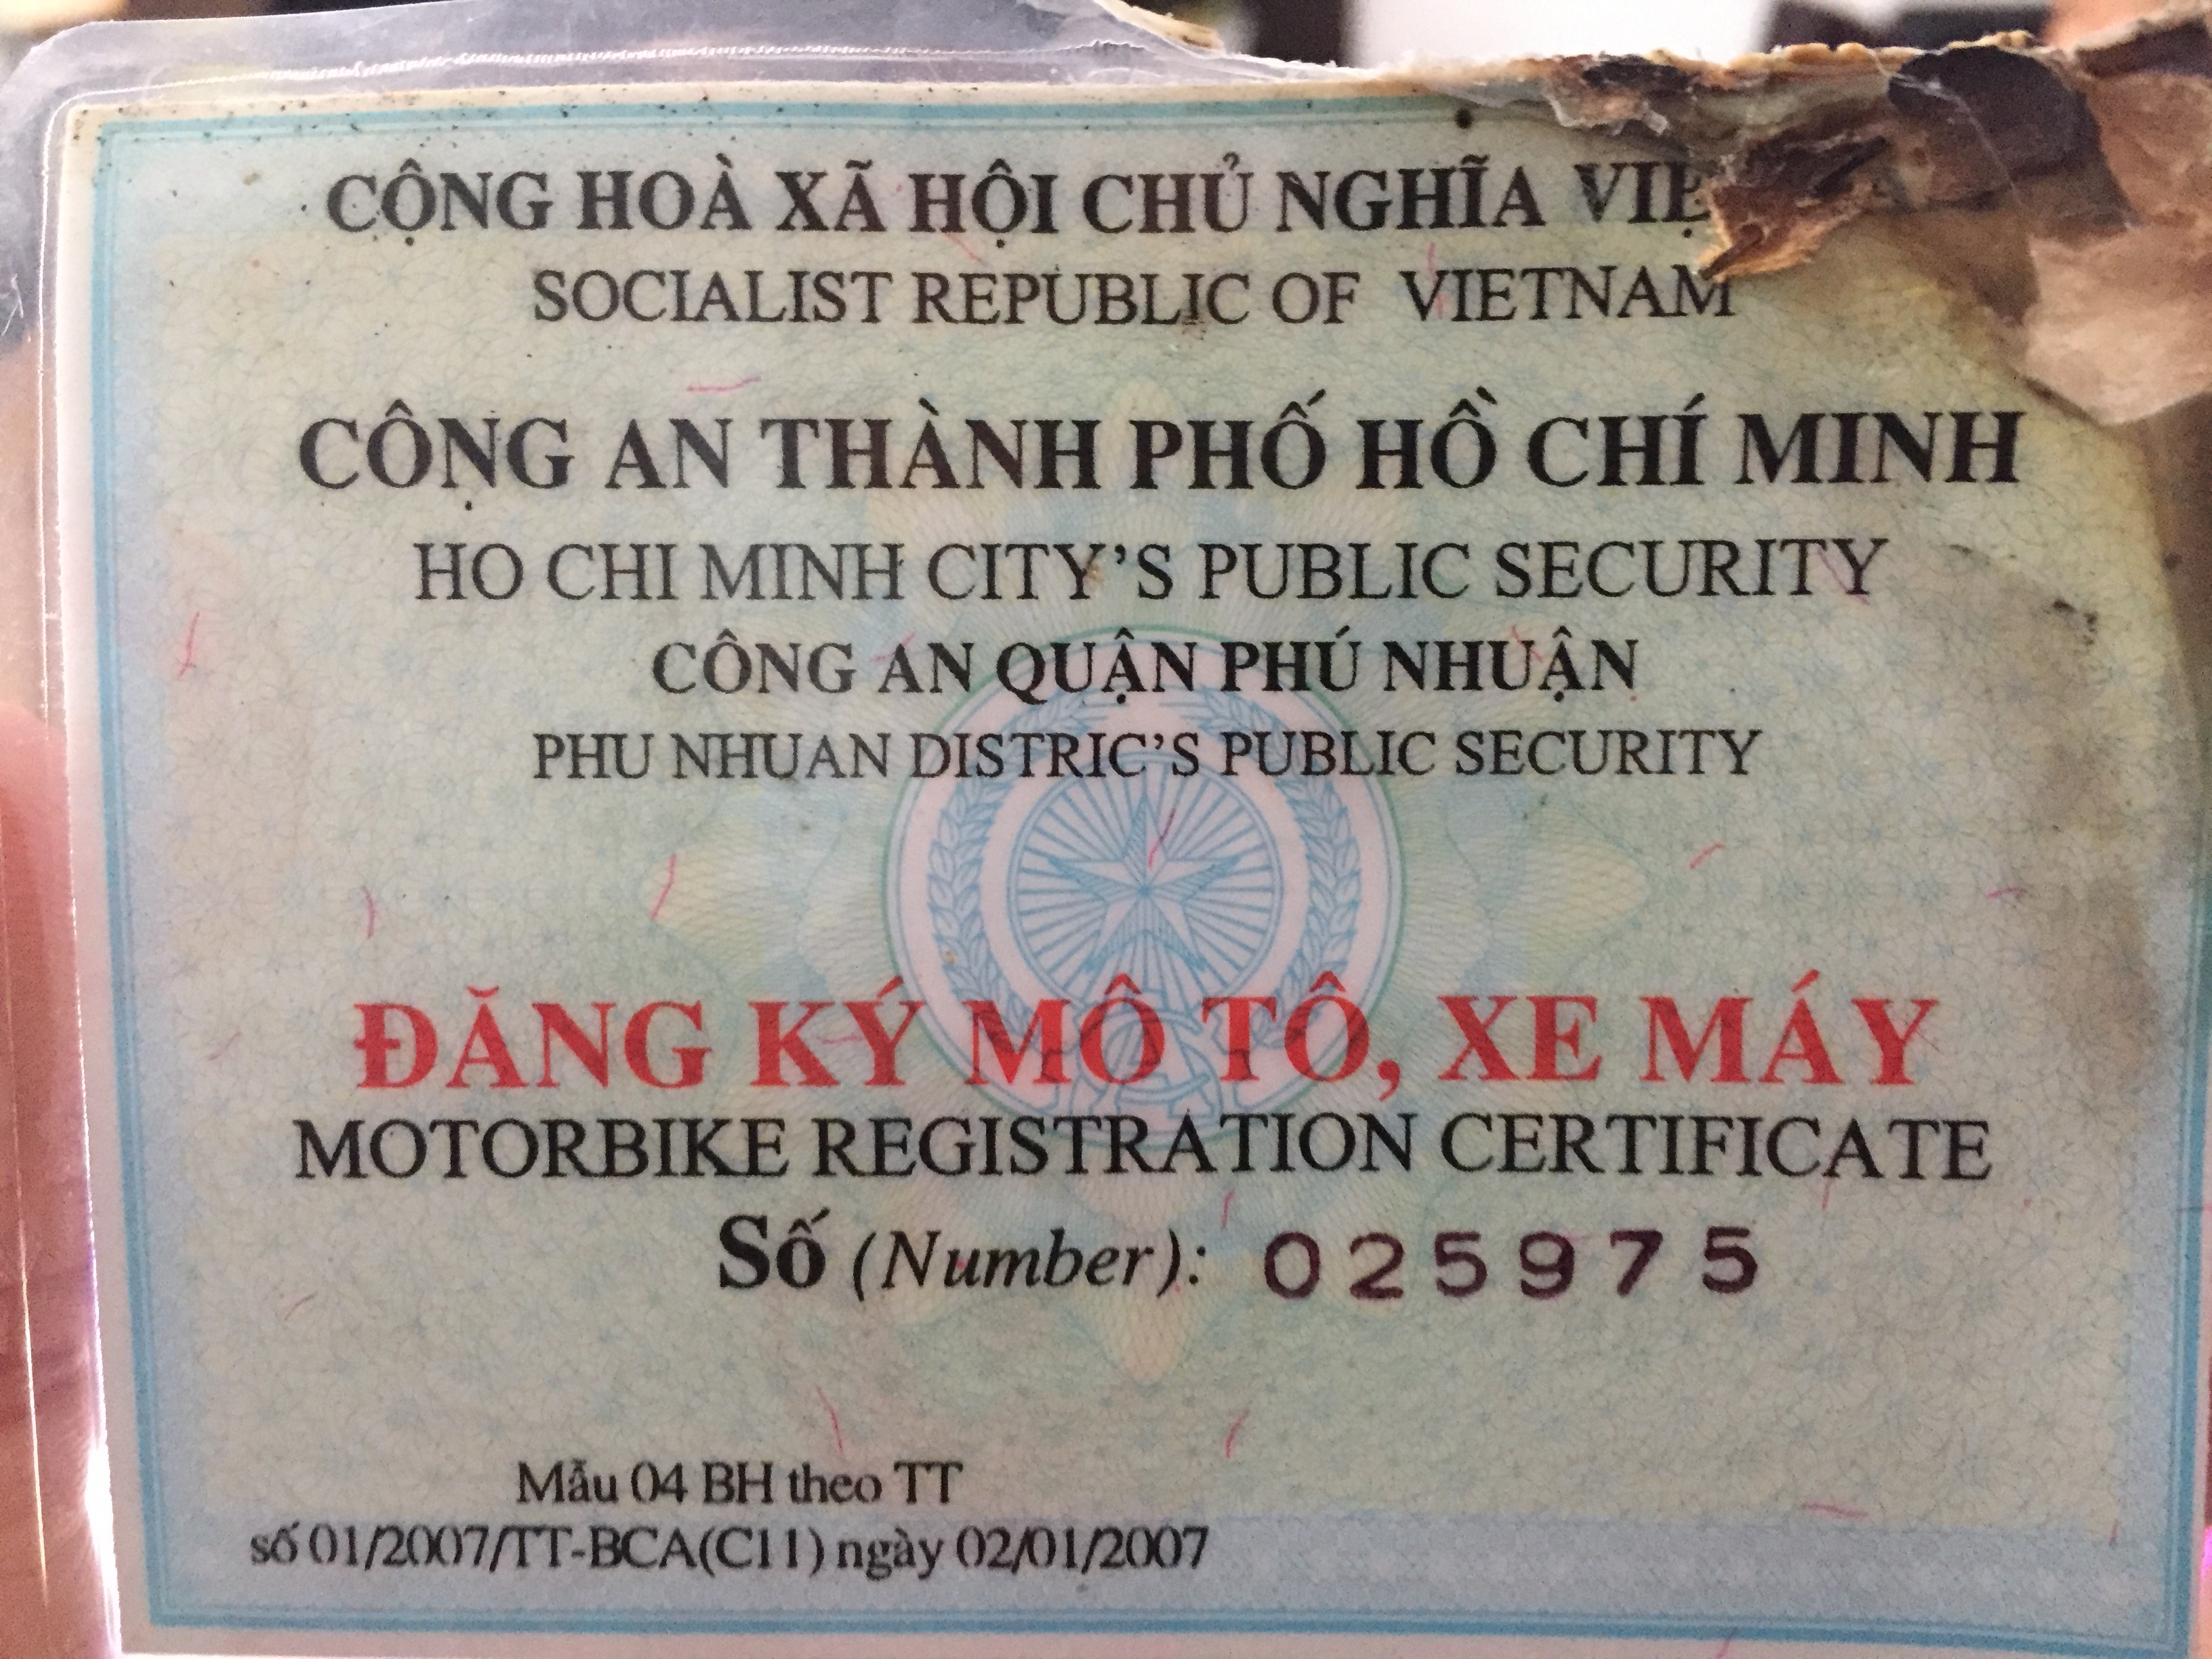 CỘNG HOÀ XÃ HỘI CHỦ NGHĨA
SOCIALIST REPUBLIC OF VIETNAM
CÔNG AN THÀNH PHỐ HỒ CHÍ MINH
HO CHI MINH CITY'S PUBLIC SECURITY
CÔNG AN QUẬN PHÚ NHUẬN
PHU NHUAN DISTRIC'S PUBLIC SECURITY
ĐĂNG KÝ MÔ TÔ, XE MÁY
MOTORBIKE REGISTRATION CERTIFICATE
Số (Number): 025975
Mẫu 04 BH theo TT
số 01/2007/TT-BCA(C11) ngày 02/01/2007